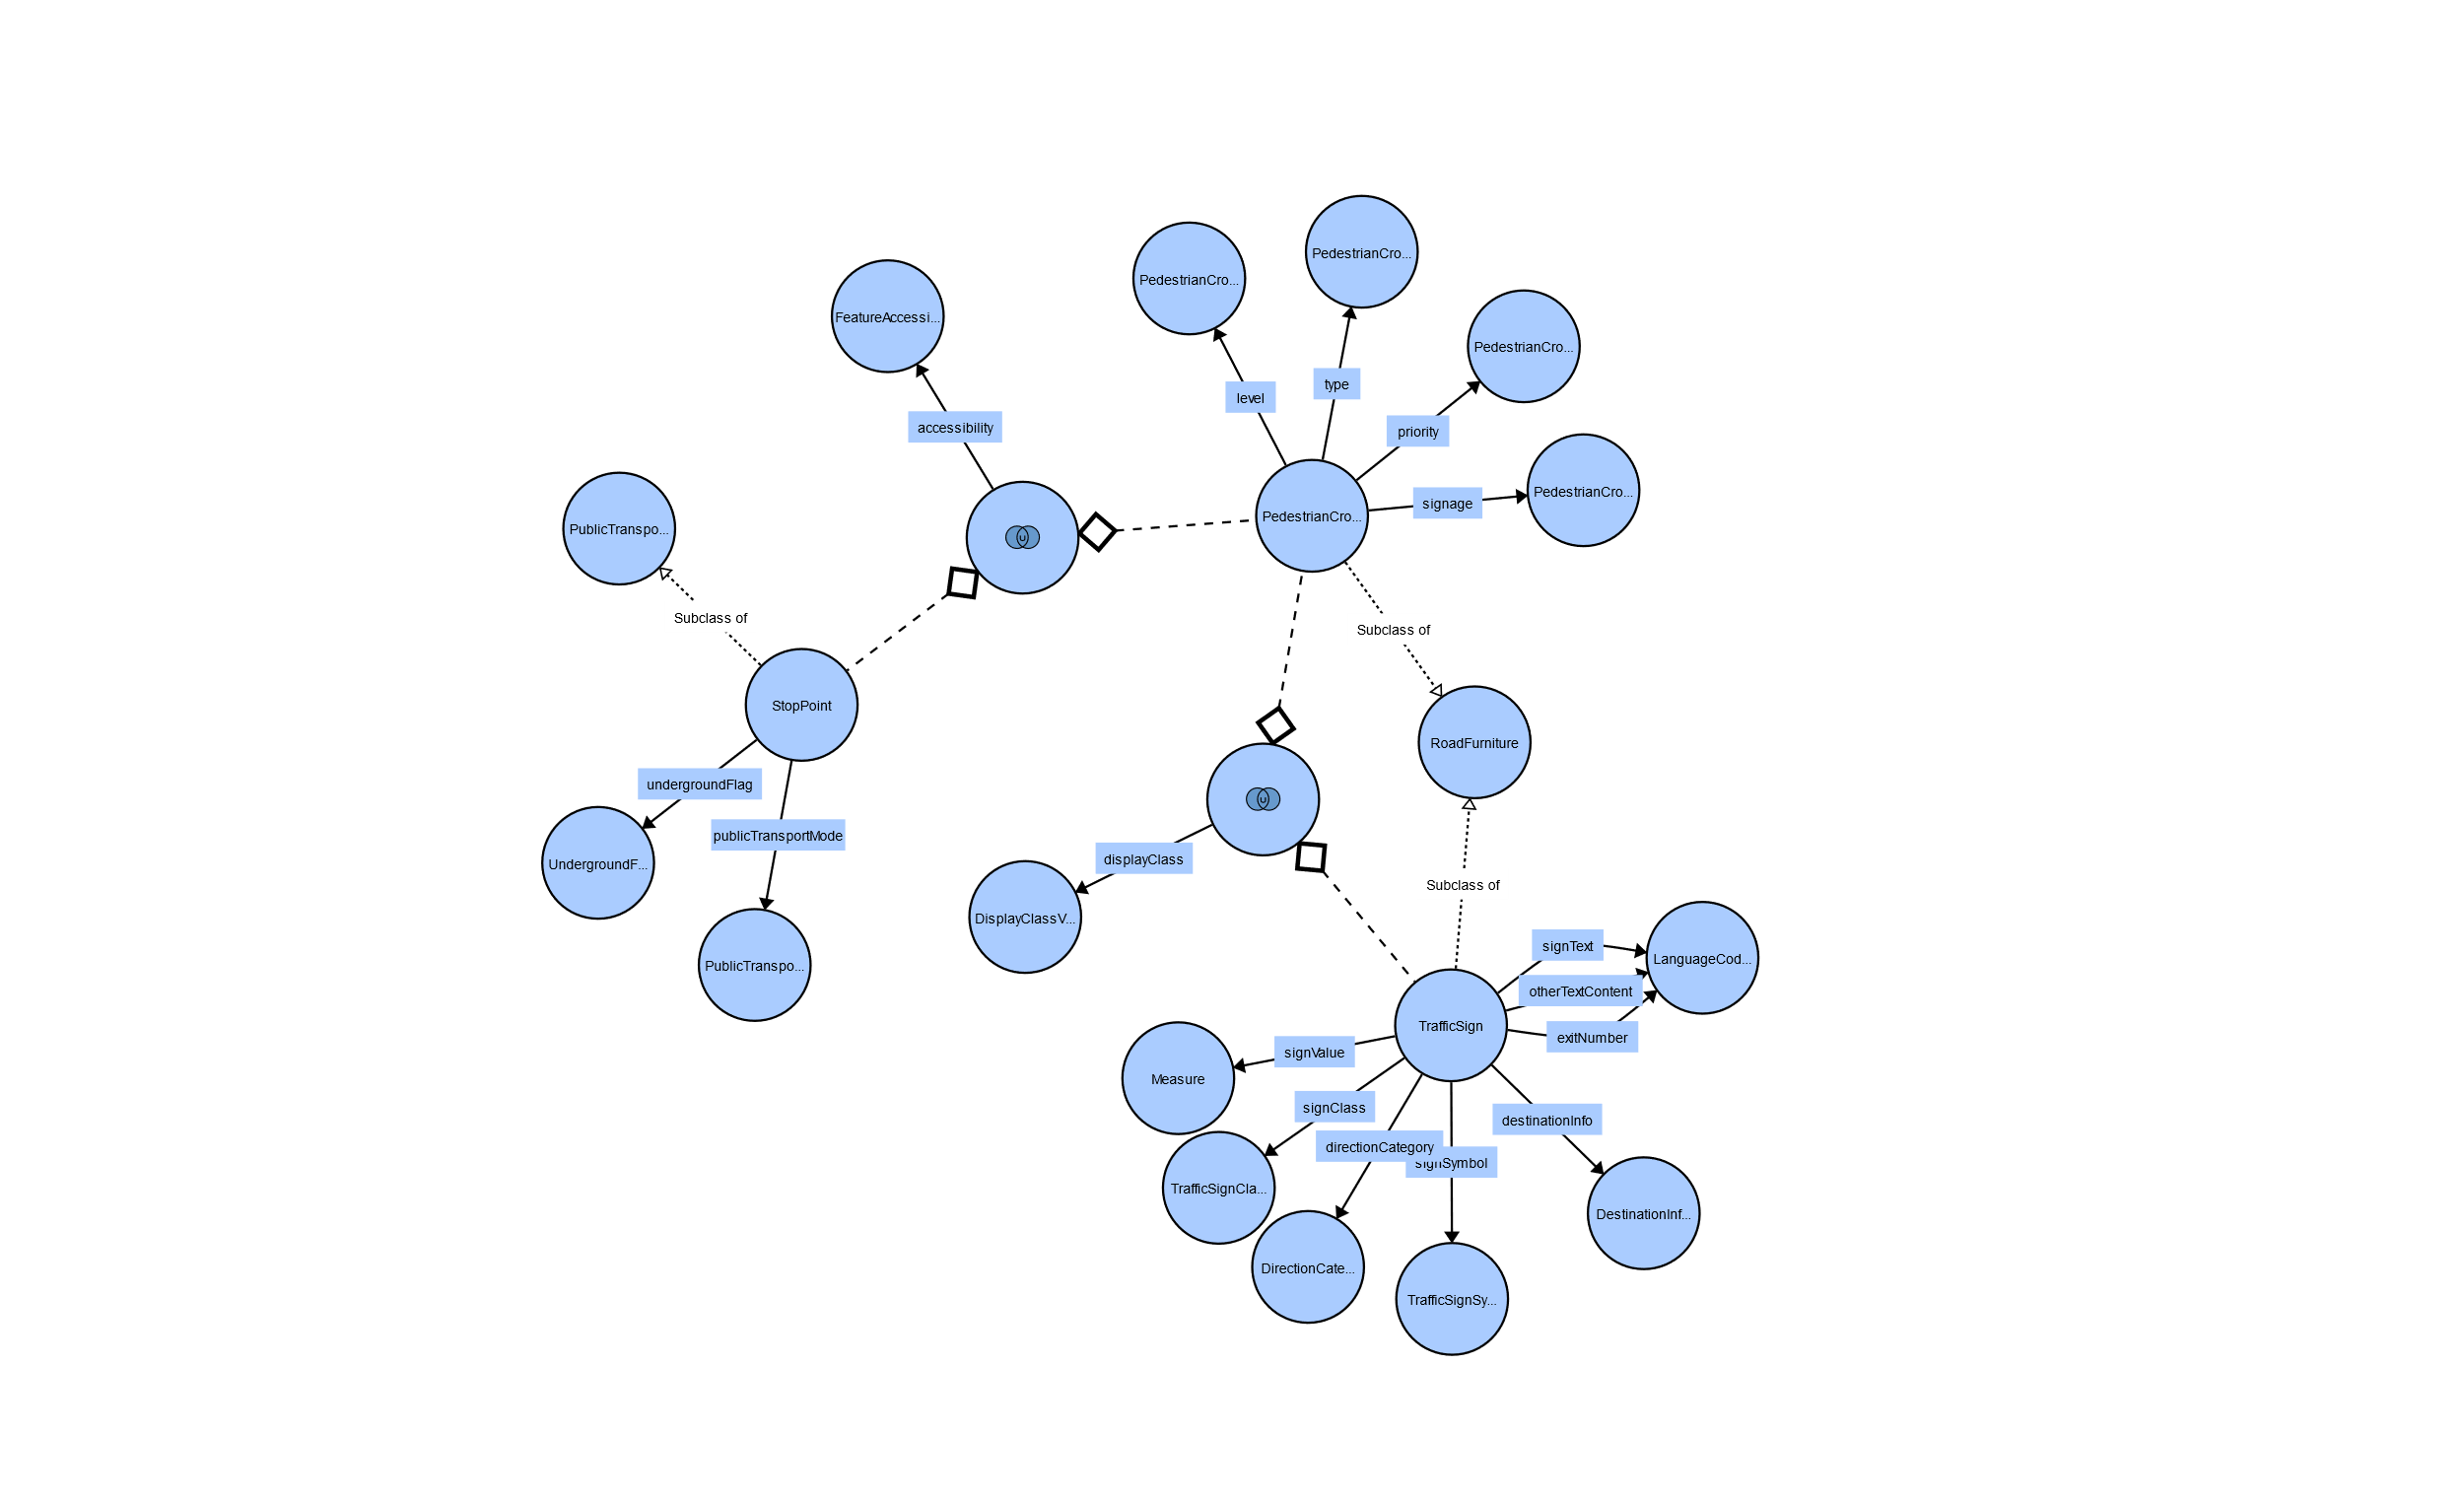 PedestrianCro...
PedestrianCro...
FeatureAccessi...
PedestrianCro...
type
level
accessibility
priority
PedestrianCro...
signage
PedestrianCro...
PublicTranspo...
Subclass of
Subclass of
StopPoint
RoadFurniture
undergroundFlag
publicTransportMode
displayClass
UndergroundF...
Subclass of
DisplayClassV...
signText
LanguageCod...
PublicTranspo...
otherTextContent
TrafficSign
exitNumber
signValue
Measure
signClass
destinationInfo
directionCategory
signSymbol
TrafficSignCla...
DestinationInf...
DirectionCate...
TrafficSignSy...